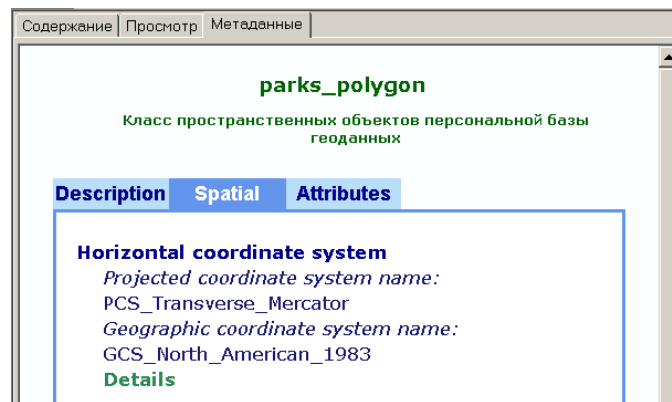 Содержание Просмотр Метаданные
parks_polygon
Класс пространственных объектов персональной базы
геоданных
Description Spatial Attributes
Horizontal coordinate system
Projected coordinate system name:
PCS_Transverse_Mercator
Geographic coordinate system name:
GCS_North_American_1983
Details